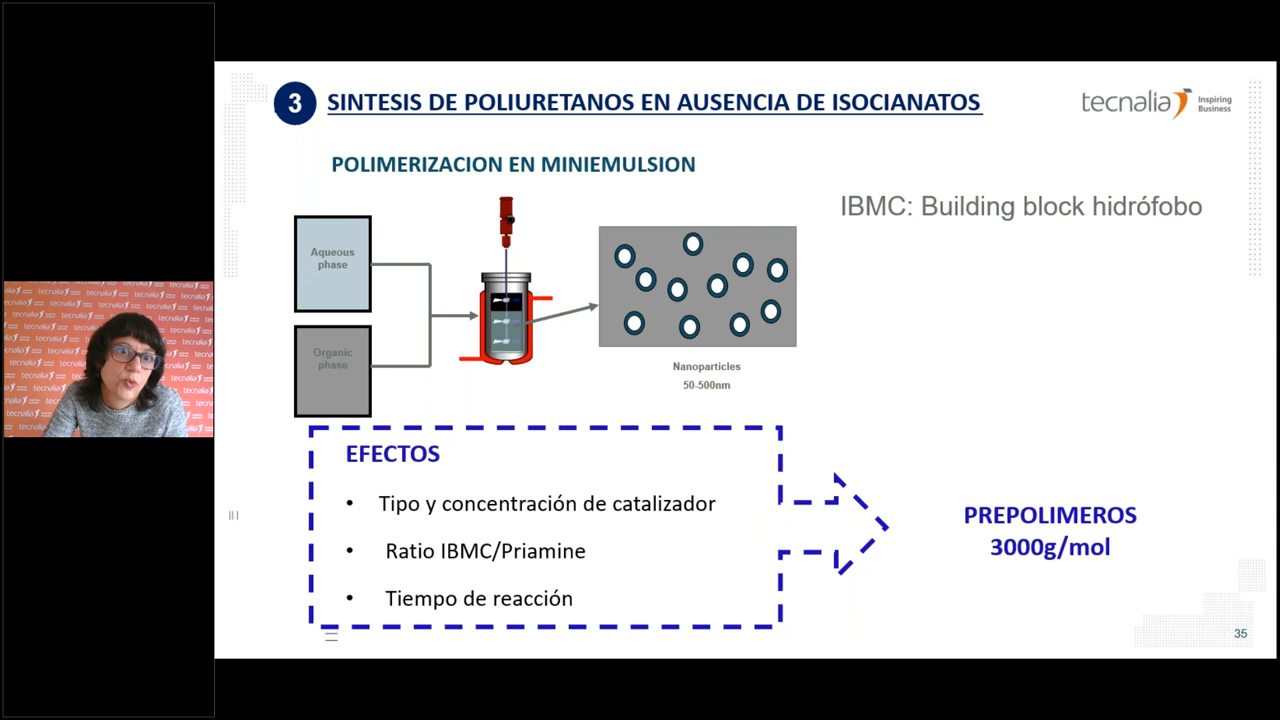 3
SINTESIS DE POLIURETANOS EN AUSENCIA DE ISOCIANATOS
tecnalia
Inspiring
Business
POLIMERIZACION EN MINIEMULSION
IBMC: Building block hidrófobo
Aqueous
phase
Organic
phase
Nanoparticles
50-500nm
EFECTOS
• Tipo y concentración de catalizador
• Ratio IBMC/Priamine
• Tiempo de reacción
PREPOLIMEROS
3000g/mol
35